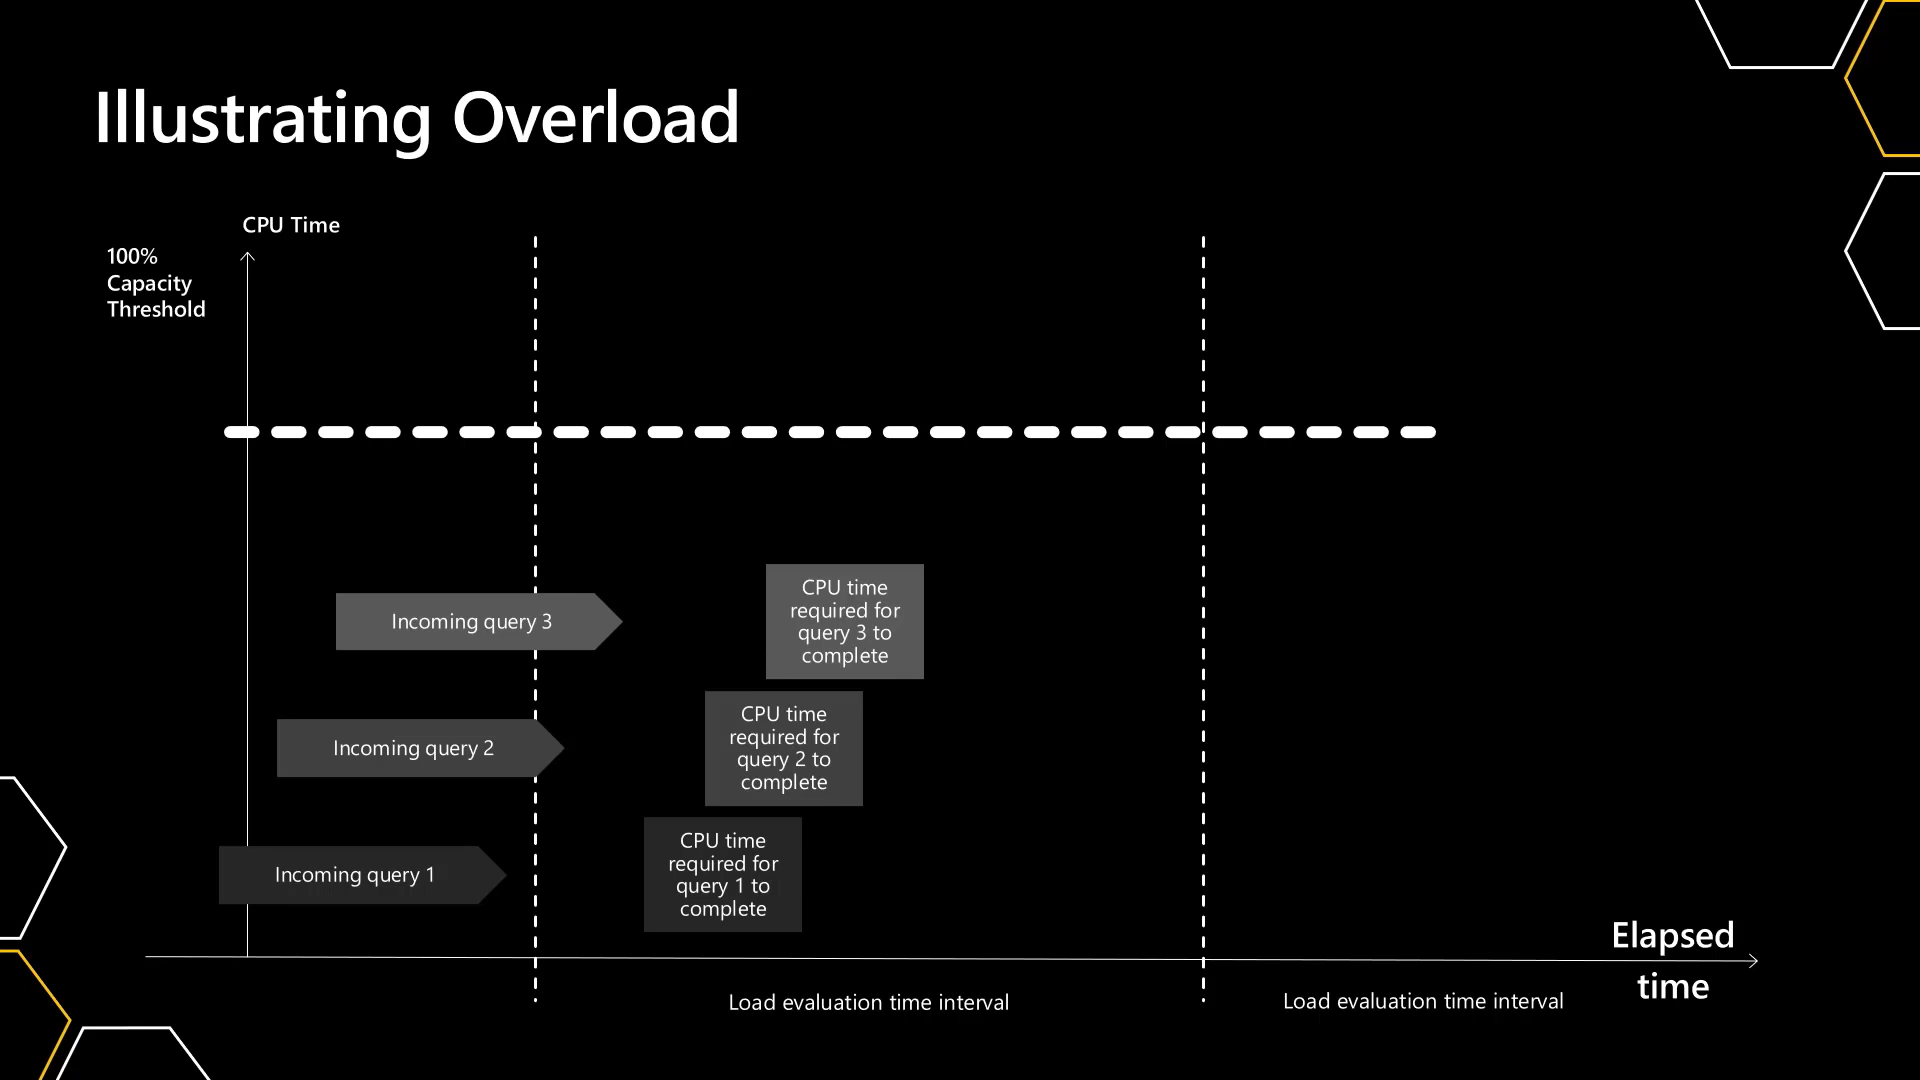 Illustrating Overload
CPU Time
100%
Capacity
Threshold
Incoming query 3
CPU time
required for
query 3 to
complete
Incoming query 2
CPU time
required for
query 2 to
complete
Incoming query 1
CPU time
required for
query 1 to
complete
Elapsed
time
Load evaluation time interval
Load evaluation time interval